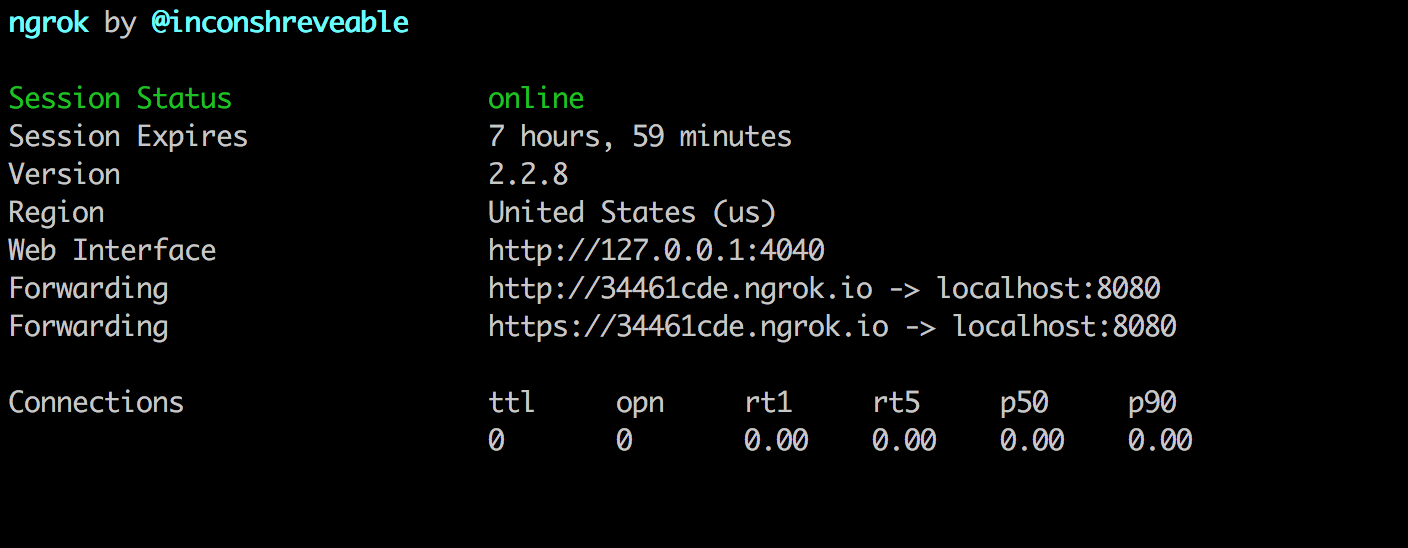 ngrok by @inconshreveable
Session Status online
Session Expires 7 hours, 59 minutes
Version 2.2.8
Region United States (us)
Web Interface http://127.0.0.1:4040
Forwarding http://34461cde.ngrok.io -> localhost:8080
Forwarding https://34461cde.ngrok.io -> localhost:8080
Connections ttl opn rt1 rt5 p50 p90
0 0 0.00 0.00 0.00 0.00